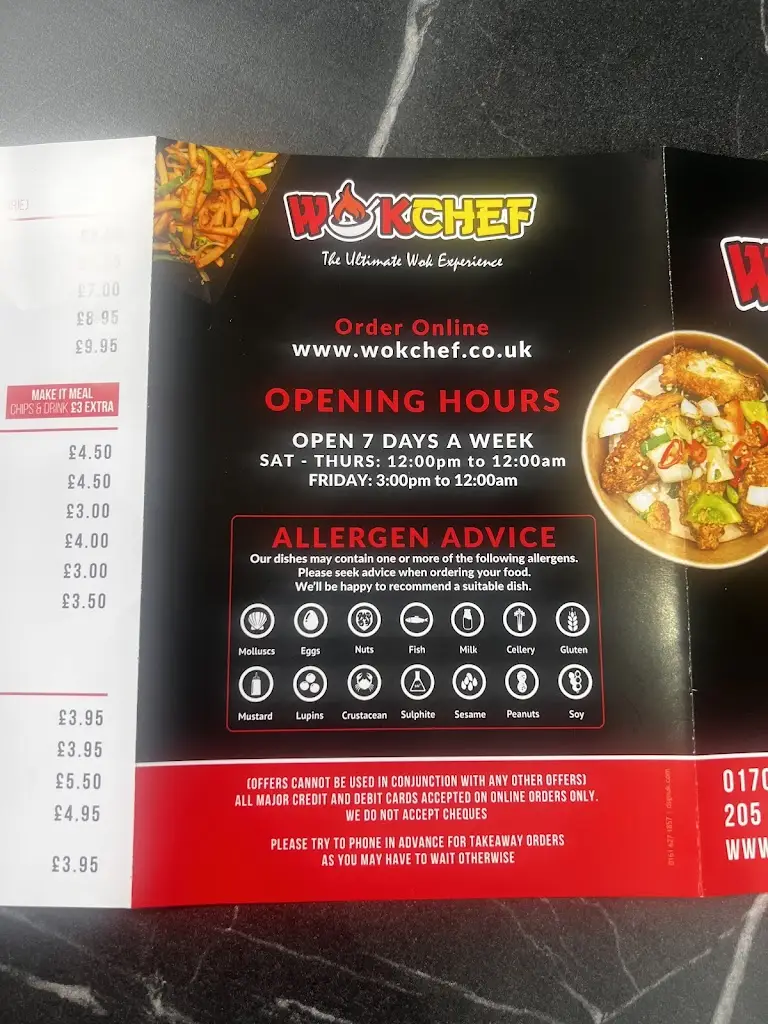 £7.00
£8.95
£9.95
MAKE IT MEAL
CHIPS & DRINK £3 EXTRA
£4.50
£4.50
£3.00
£4.00
£3.00
£3.50
£3.95
£3.95
£5.50
£4.95
£3.95
WOKCHEF
The Ultimate Wok Experience
Order Online
www.wokchef.co.uk
OPENING HOURS
OPEN 7 DAYS A WEEK
SAT - THURS: 12:00pm to 12:00am
FRIDAY: 3:00pm to 12:00am
ALLERGEN ADVICE
Our dishes may contain one or more of the following allergens.
Please seek advice when ordering your food.
We'll be happy to recommend a suitable dish.
Molluscs Eggs Nuts Fish Milk Cellery Gluten
Mustard Lupins Crustacean Sulphite Sesame Peanuts Soy
(OFFERS CANNOT BE USED IN CONJUNCTION WITH ANY OTHER OFFERS)
ALL MAJOR CREDIT AND DEBIT CARDS ACCEPTED ON ONLINE ORDERS ONLY.
WE DO NOT ACCEPT CHEQUES
PLEASE TRY TO PHONE IN ADVANCE FOR TAKEAWAY ORDERS
AS YOU MAY HAVE TO WAIT OTHERWISE
W
0170
205
WWW